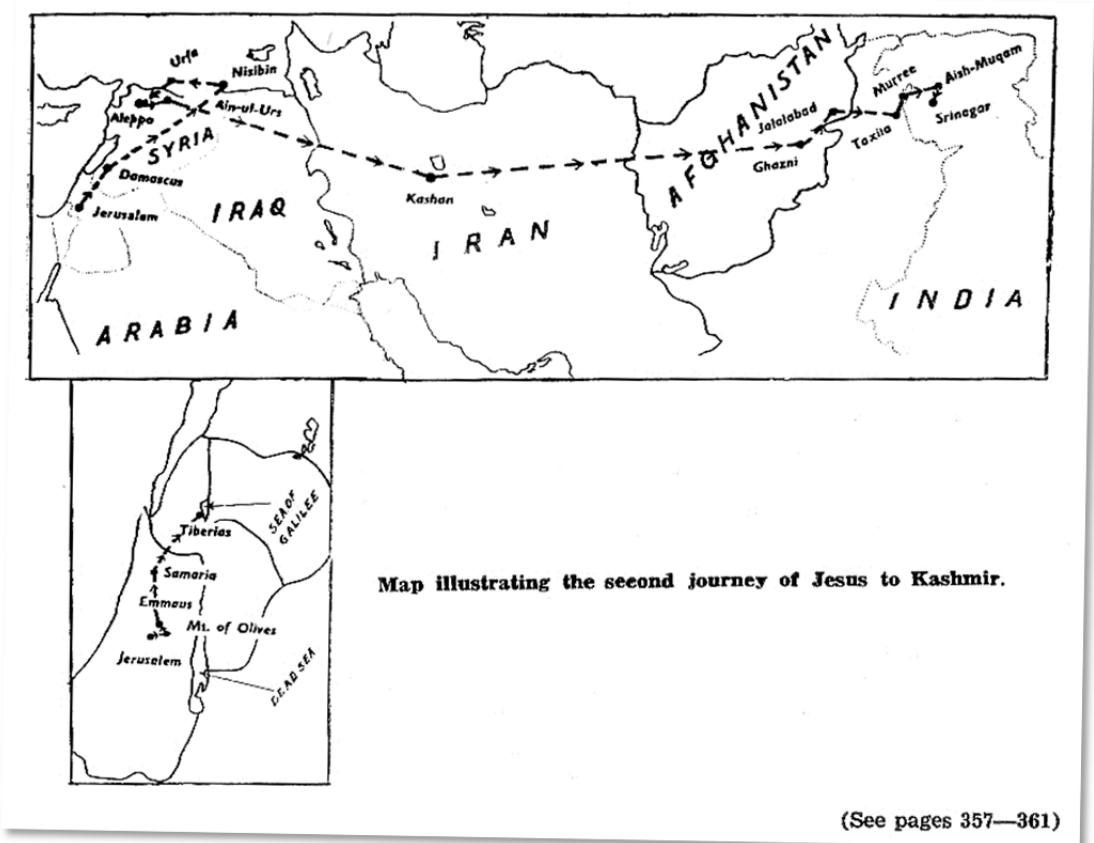 Urfa
Nisibin
Aleppo
Ain-ul-Urs
SYRIA
Damascus
Jerusalem
IRAQ
ARABIA
Kashan
IRAN
AFGHANISTAN
Jalalabad
Ghazni
Murree
Aish-Muqam
Taxila
Srinagar
INDIA
SEA OF
GALILEE
Tiberias
Samaria
Emmaus
Mt. of Olives
Jerusalem
DEAD SEA
Map illustrating the second journey of Jesus to Kashmir.
(See pages 357—361)